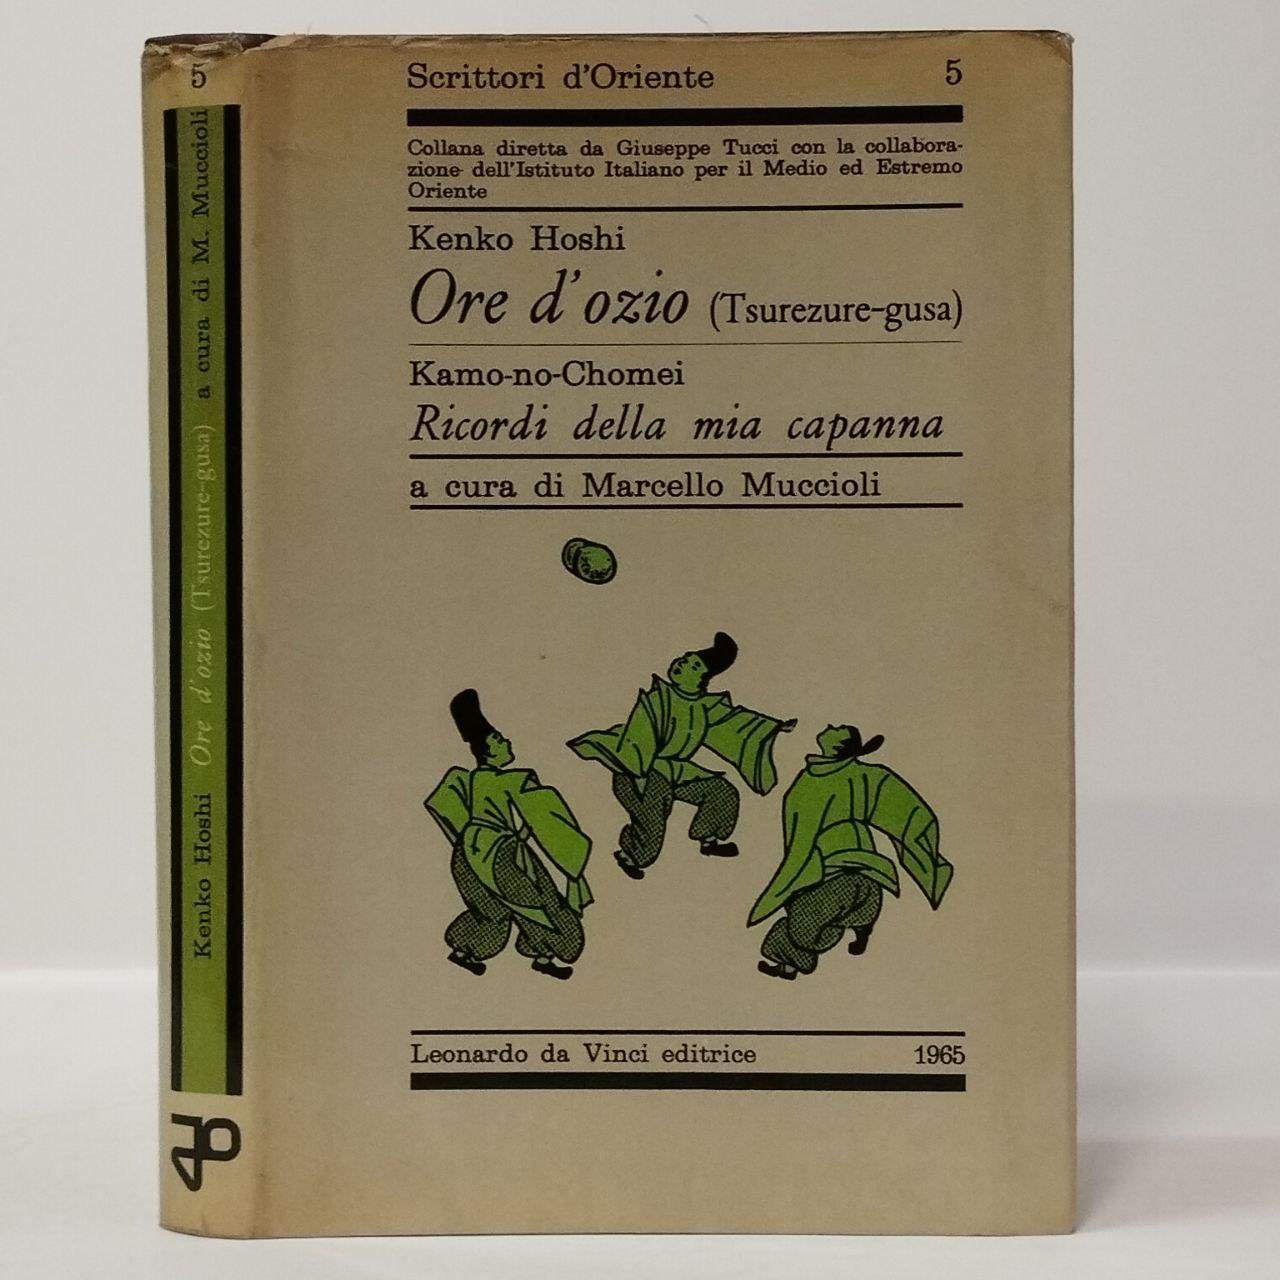 5
Kenko Hoshi Ore d'ozio (Tsurezure-gusa) a cura di M. Muccioli
Scrittori d'Oriente 5
Collana diretta da Giuseppe Tucci con la collabora-
zione dell'Istituto Italiano per il Medio ed Estremo
Oriente
Kenko Hoshi
Ore d'ozio (Tsurezure-gusa)
Kamo-no-Chomei
Ricordi della mia capanna
a cura di Marcello Muccioli
Leonardo da Vinci editrice 1965